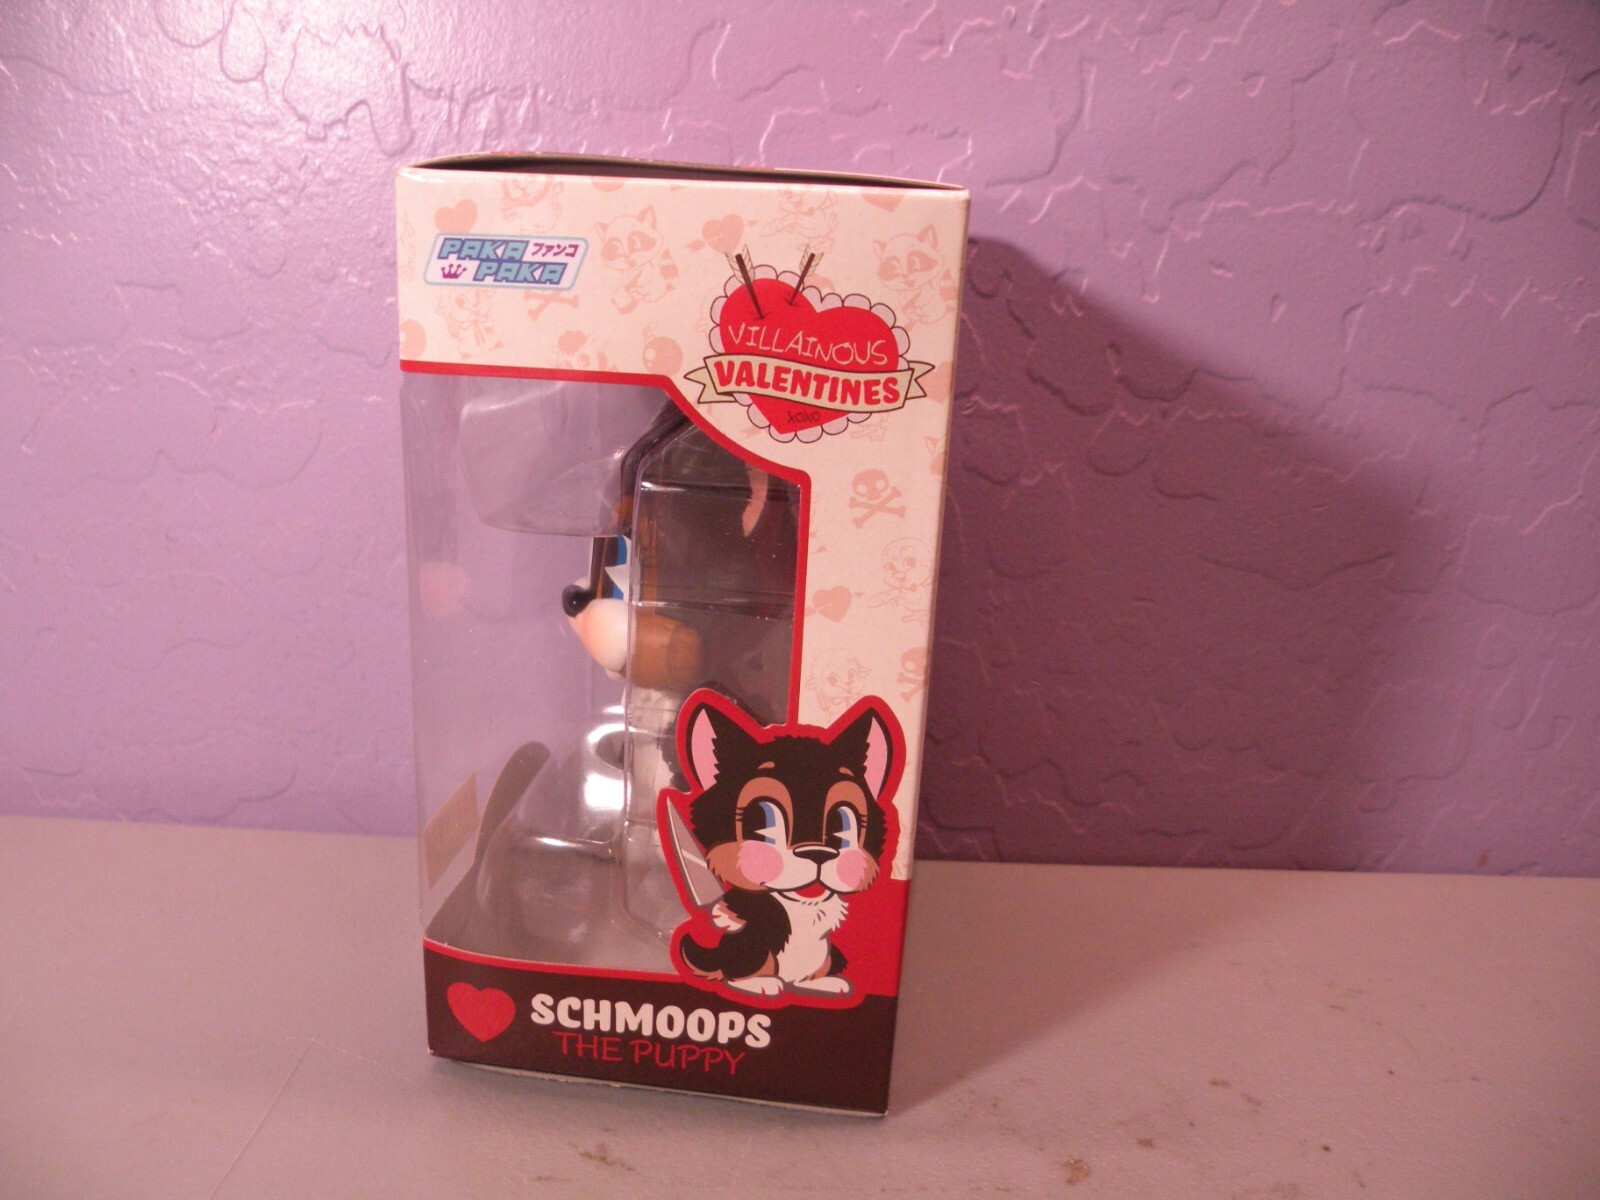 PAKA ファンコ
PAKA
VILLAINOUS
VALENTINES
xoxo
SCHMOOPS
THE PUPPY